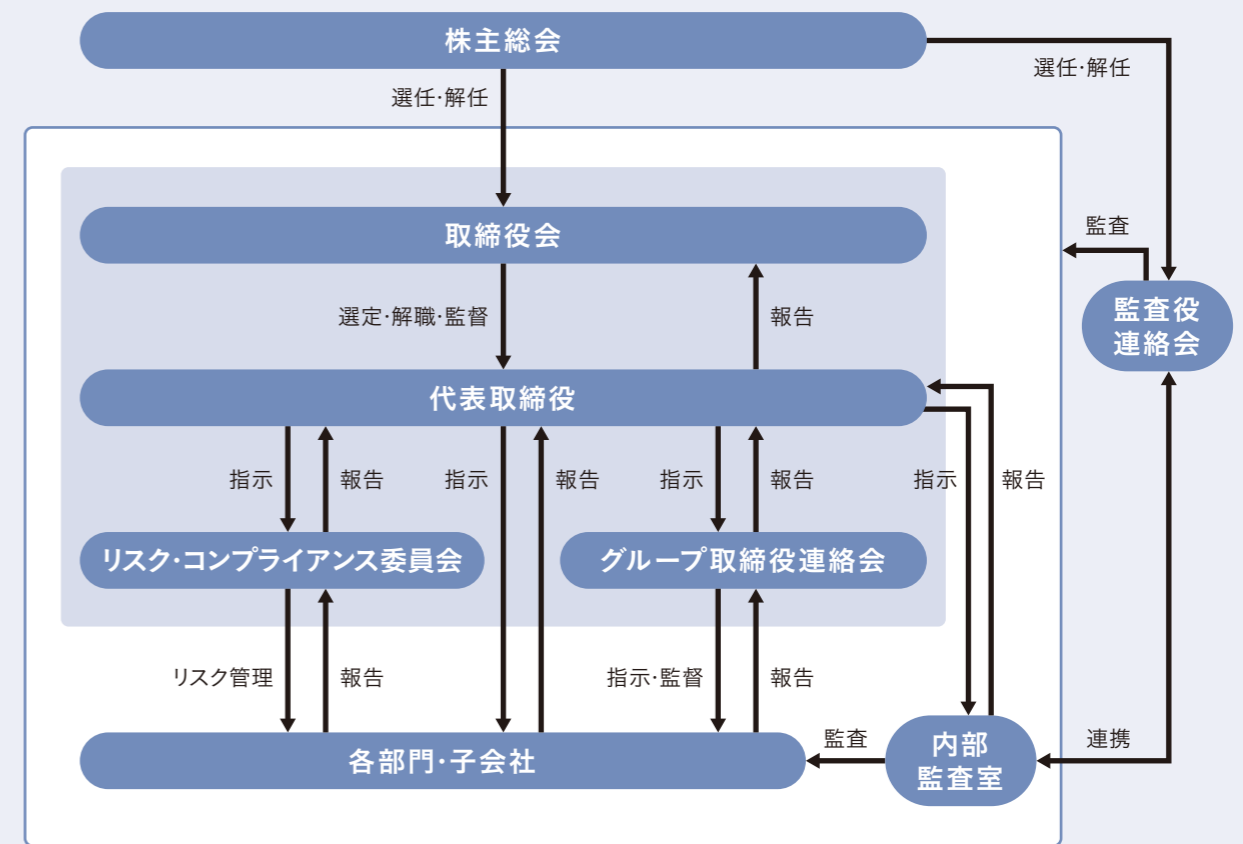 株主総会
選任･解任
選任･解任
取締役会
監査
監査役
連絡会
選定･解職･監督
報告
代表取締役
指示
報告
指示
報告
指示
報告
指示
報告
リスク･コンプライアンス委員会
グループ取締役連絡会
リスク管理
報告
指示･監督
報告
各部門･子会社
監査
内部
監査室
連携